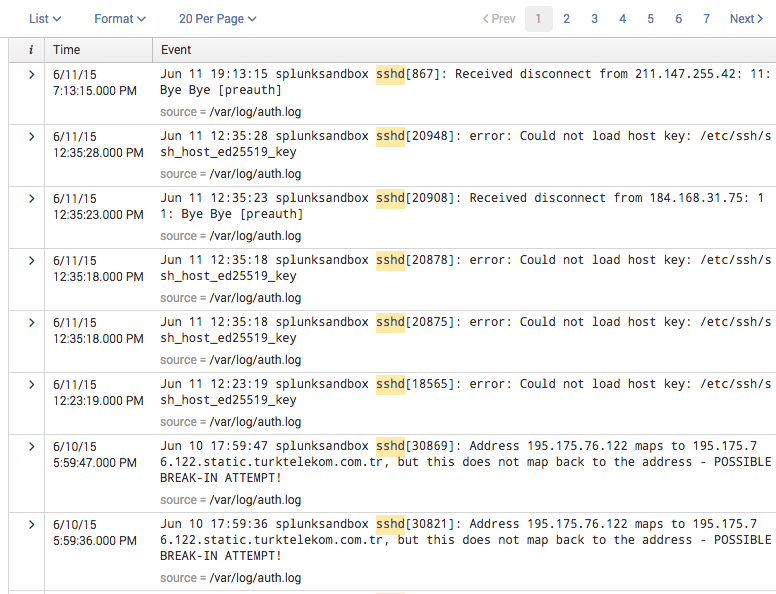 List Format 20 Per Page Prev 1 2 3 4 5 6 7 Next
i Time Event
6/11/15
7:13:15.000 PM
Jun 11 19:13:15 splunksandbox sshd[867]: Received disconnect from 211.147.255.42: 11:
Bye Bye [preauth]
source = /var/log/auth.log
6/11/15
12:35:28.000 PM
Jun 11 12:35:28 splunksandbox sshd[20948]: error: Could not load host key: /etc/ssh/s
sh_host_ed25519_key
source = /var/log/auth.log
6/11/15
12:35:23.000 PM
Jun 11 12:35:23 splunksandbox sshd[20908]: Received disconnect from 184.168.31.75: 1
1: Bye Bye [preauth]
source = /var/log/auth.log
6/11/15
12:35:18.000 PM
Jun 11 12:35:18 splunksandbox sshd[20878]: error: Could not load host key: /etc/ssh/s
sh_host_ed25519_key
source = /var/log/auth.log
6/11/15
12:35:18.000 PM
Jun 11 12:35:18 splunksandbox sshd[20875]: error: Could not load host key: /etc/ssh/s
sh_host_ed25519_key
source = /var/log/auth.log
6/11/15
12:23:19.000 PM
Jun 11 12:23:19 splunksandbox sshd[18565]: error: Could not load host key: /etc/ssh/s
sh_host_ed25519_key
source = /var/log/auth.log
6/10/15
5:59:47.000 PM
Jun 10 17:59:47 splunksandbox sshd[30869]: Address 195.175.76.122 maps to 195.175.7
6.122.static.turktelekom.com.tr, but this does not map back to the address - POSSIBLE
BREAK-IN ATTEMPT!
source = /var/log/auth.log
6/10/15
5:59:36.000 PM
Jun 10 17:59:36 splunksandbox sshd[30821]: Address 195.175.76.122 maps to 195.175.7
6.122.static.turktelekom.com.tr, but this does not map back to the address - POSSIBLE
BREAK-IN ATTEMPT!
source = /var/log/auth.log